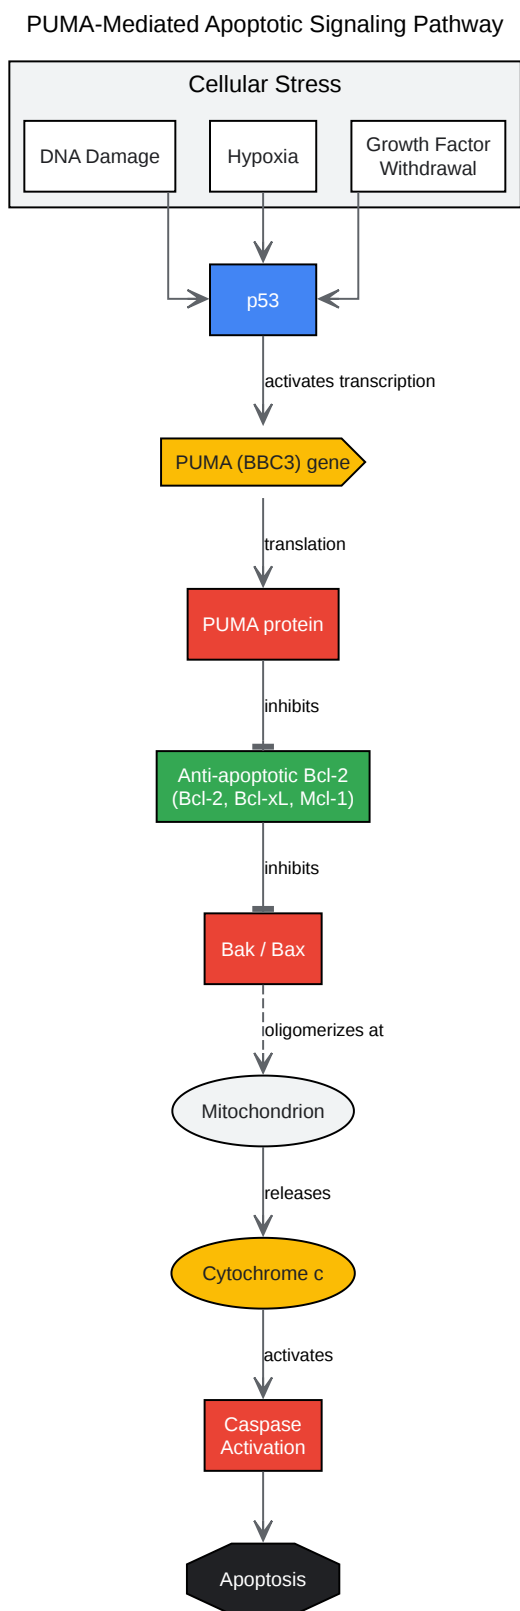 PUMA-Mediated Apoptotic Signaling Pathway
Cellular Stress
DNA Damage
Hypoxia
Growth Factor
Withdrawal
p53
activates transcription
PUMA (BBC3) gene
translation
PUMA protein
inhibits
Anti-apoptotic Bcl-2
(Bcl-2, Bcl-xL, Mcl-1)
inhibits
Bak / Bax
oligomerizes at
Mitochondrion
releases
Cytochrome c
activates
Caspase
Activation
Apoptosis